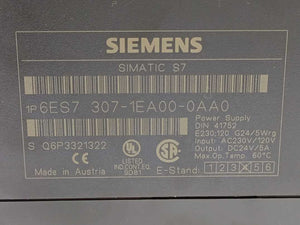 SIEMENS
SIMATIC S7
1P 6ES7 307-1EA00-0AA0
Power Supply
DIN 41752
E230;120 G24/5Wrg
Input: AC230V/120V
Output: DC24V/5A
Max.Op.Temp. 60°C
S Q6P3321322
CE
UL
LISTED
IND.CONT.EQ.
SA
Made in Austria
E-Stand:
1 2 3 X 5 6